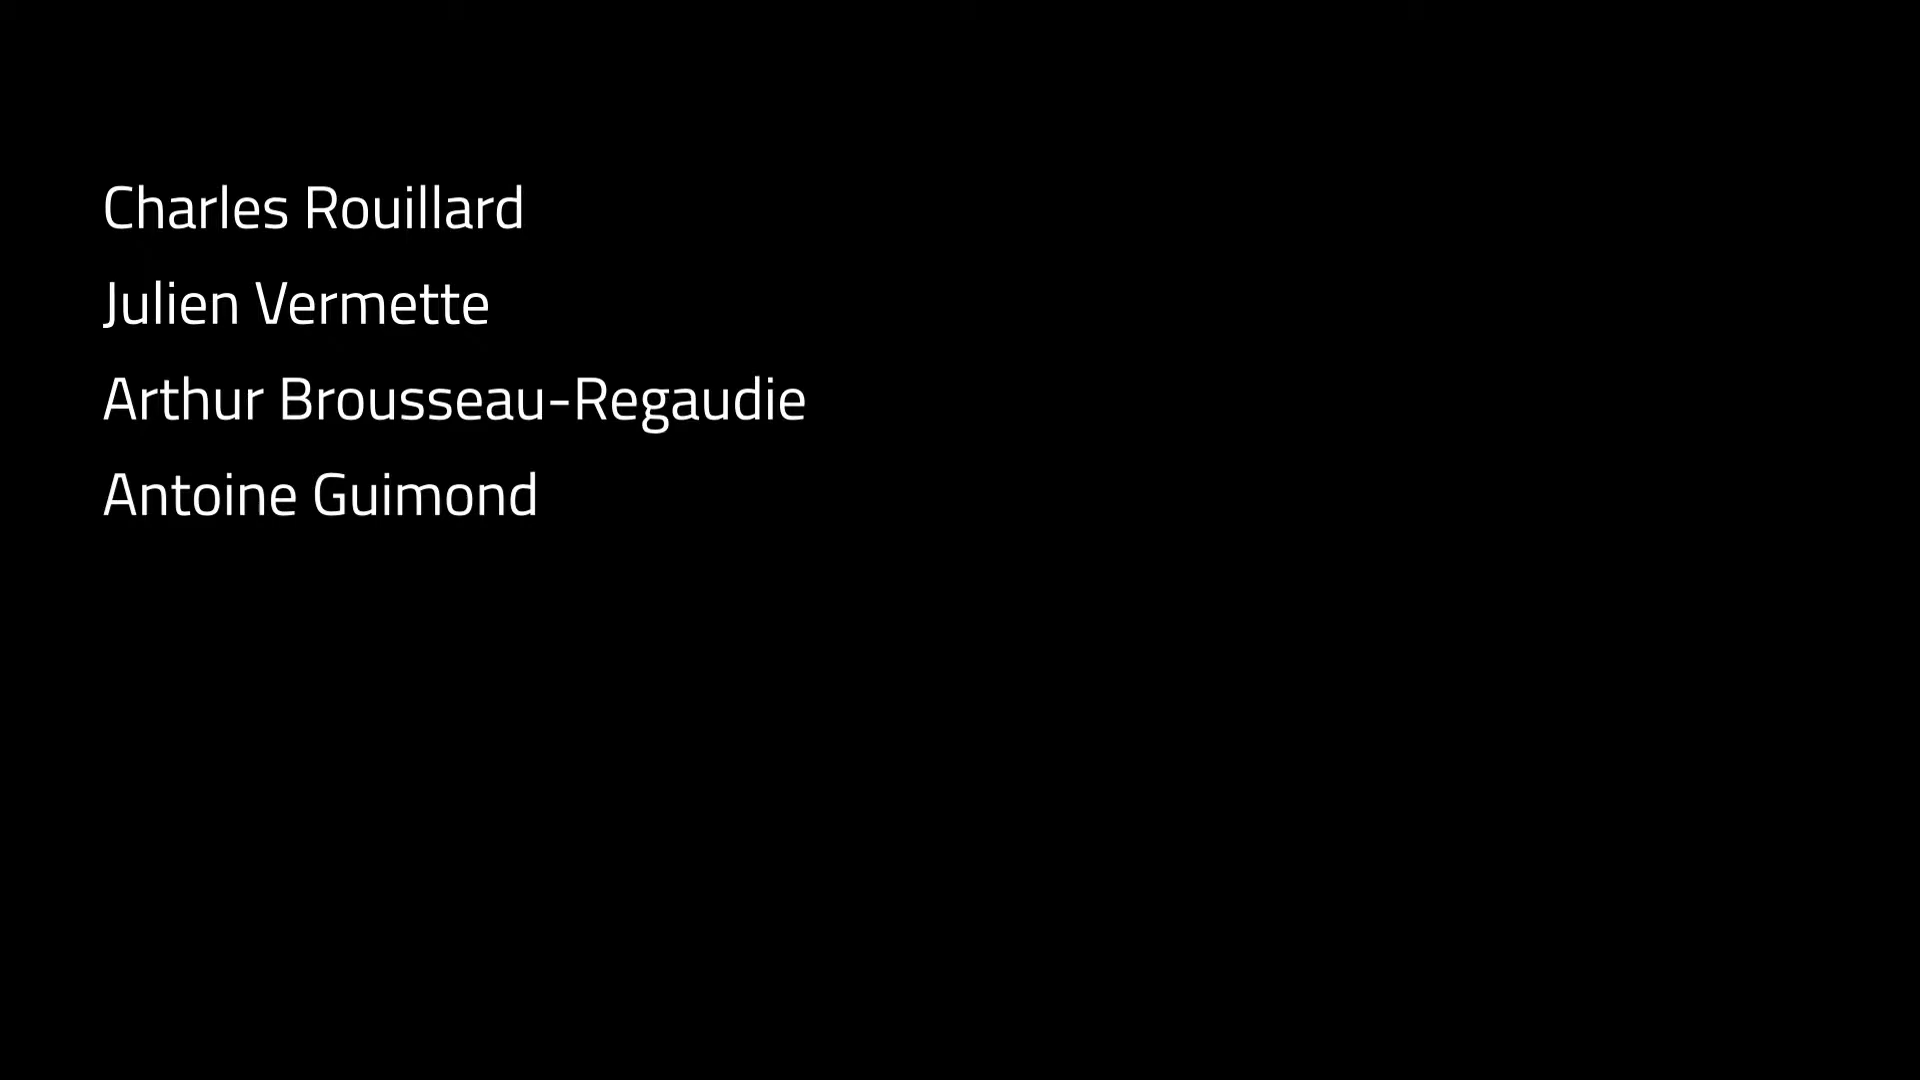 Charles Rouillard
Julien Vermette
Arthur Brousseau-Regaudie
Antoine Guimond